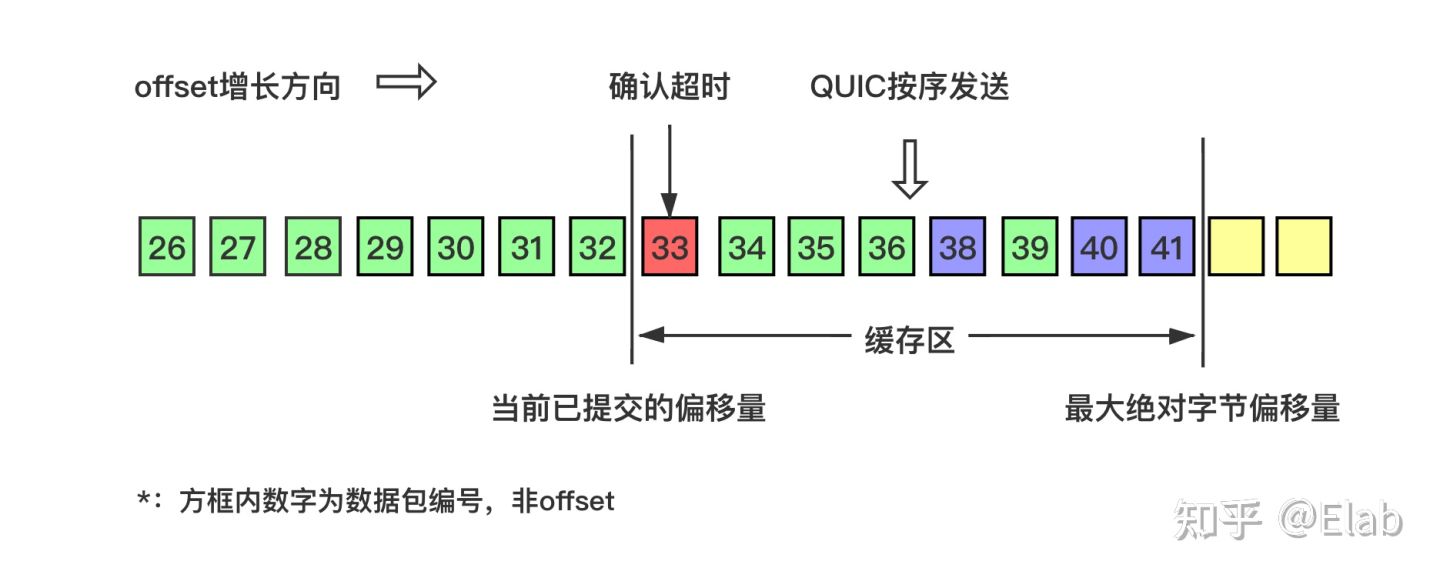 offset增长方向
确认超时
QUIC按序发送
26 27 28 29 30 31 32 33 34 35 36 38 39 40 41
缓存区
当前已提交的偏移量
最大绝对字节偏移量
*：方框内数字为数据包编号，非offset
知乎 @Elab